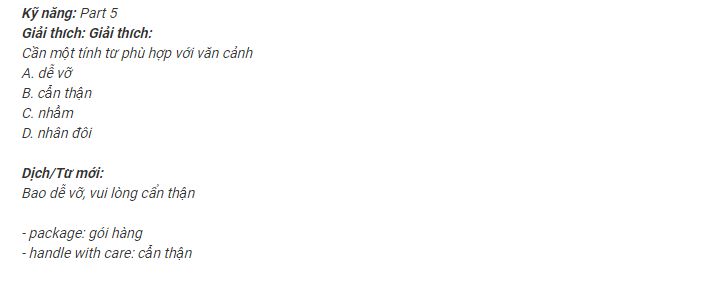 Kỹ năng: Part 5
Giải thích: Giải thích:
Cần một tính tư phù hợp với văn cảnh
A. dễ vỡ
B. cẩn thận
C. nhầm
D. nhân đôi
Dịch/Từ mới:
Bao dễ vỡ, vui lòng cẩn thận
- package: gói hàng
- handle with care: cẩn thận